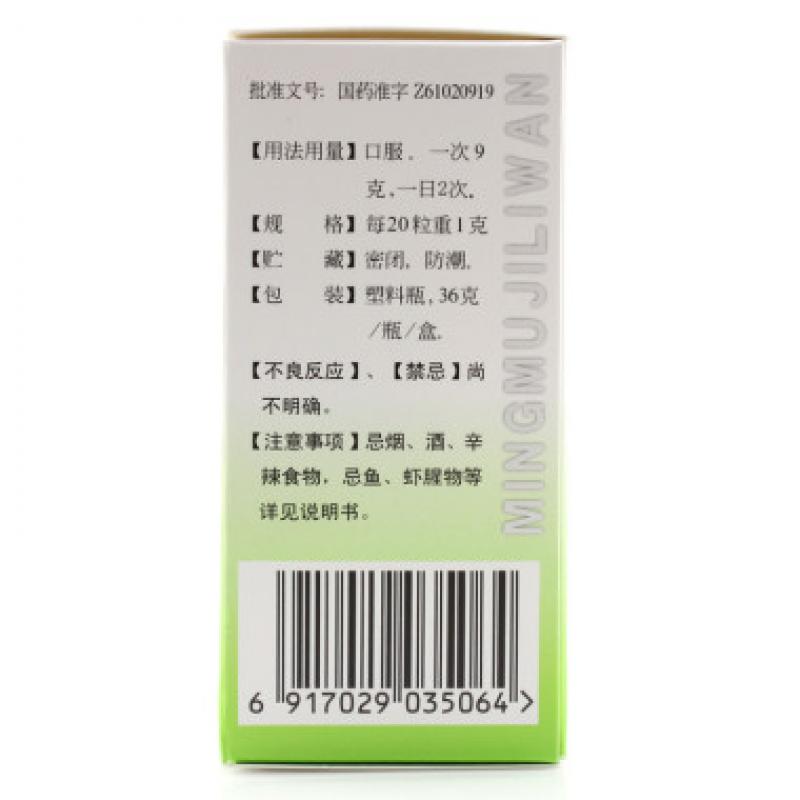 批准文号: 国药准字 Z61020919
【用法用量】口服. 一次 9
克,一日2次.
【规 格】每20粒重1克
【贮 藏】密闭, 防潮.
【包 装】塑料瓶, 36克
/瓶/盒.
【不良反应】、【禁忌】尚
不明确。
【注意事项】忌烟、酒、辛
辣食物, 忌鱼、虾腥物等
详见说明书。
MINGMUJILIWAN
6 917029 035064 >